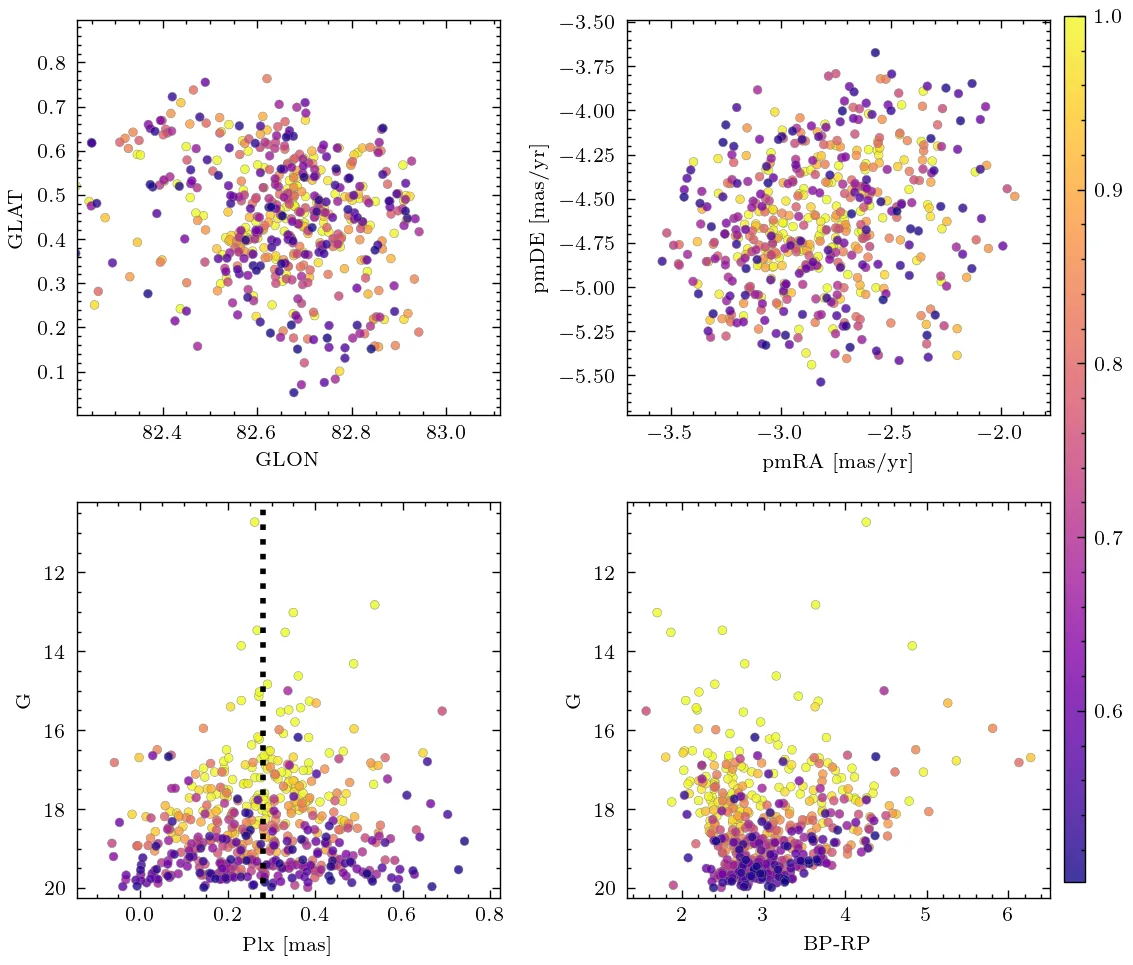 0.8
0.7
0.6
0.5
0.4
0.3
0.2
0.1
GLAT
82.4 82.6 82.8 83.0
GLON
−3.50
−3.75
−4.00
−4.25
−4.50
−4.75
−5.00
−5.25
−5.50
pmDE [mas/yr]
−3.5 −3.0 −2.5 −2.0
pmRA [mas/yr]
12
14
16
18
20
G
0.0 0.2 0.4 0.6 0.8
Plx [mas]
12
14
16
18
20
G
2 3 4 5 6
BP-RP
1.0
0.9
0.8
0.7
0.6